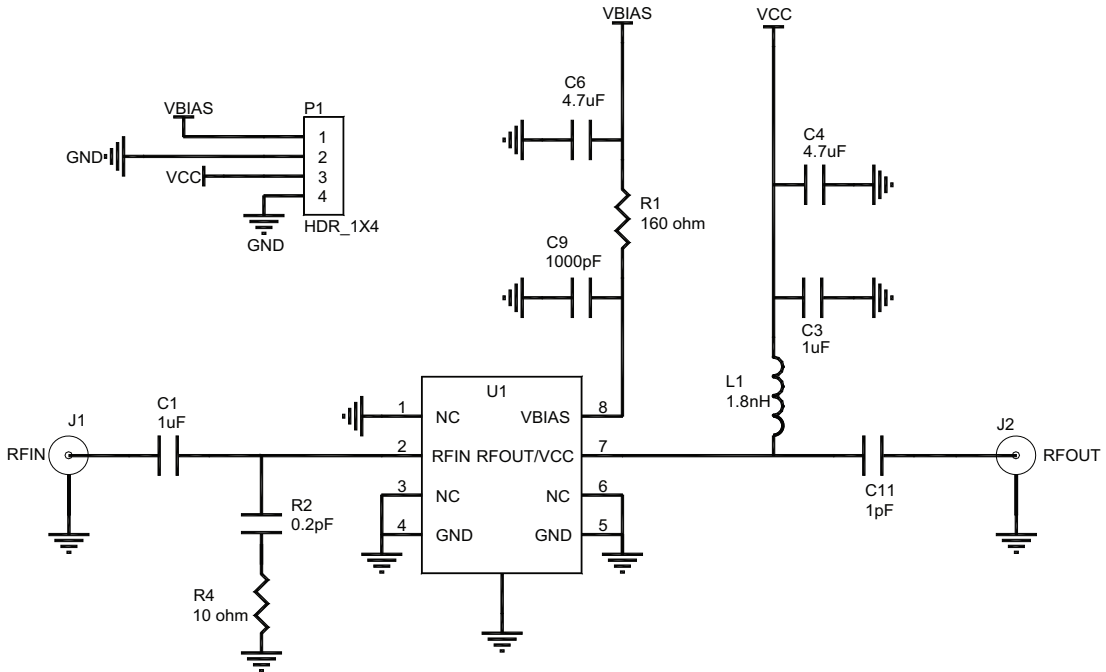 VBIAS
VCC
C6
4.7uF
VBIAS
P1
1
GND
2
VCC
3
4
GND
HDR_1X4
C4
4.7uF
R1
160 ohm
C9
1000pF
C3
1uF
L1
1.8nH
U1
1
NC
VBIAS
8
C1
1uF
J1
RFIN
2
RFIN
RFOUT/VCC
7
J2
RFOUT
3
NC
NC
6
C11
1pF
R2
0.2pF
4
GND
GND
5
R4
10 ohm